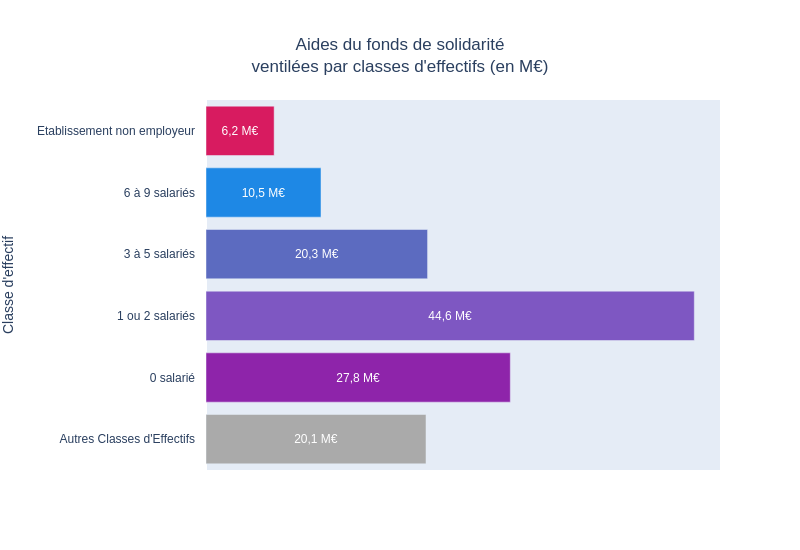 Aides du fonds de solidarité
ventilées par classes d'effectifs (en M€)
Classe d'effectif
Etablissement non employeur
6,2 M€
6 à 9 salariés
10,5 M€
3 à 5 salariés
20,3 M€
1 ou 2 salariés
44,6 M€
0 salarié
27,8 M€
Autres Classes d'Effectifs
20,1 M€